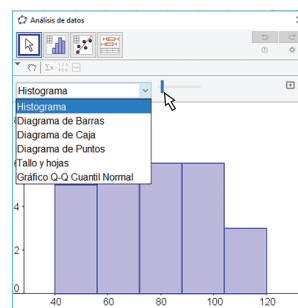 Análisis de datos
Σx
Histograma
Histograma
Diagrama de Barras
Diagrama de Caja
Diagrama de Puntos
Tallo y hojas
Gráfico Q-Q Cuantil Normal
4
2
0
40 60 80 100 120